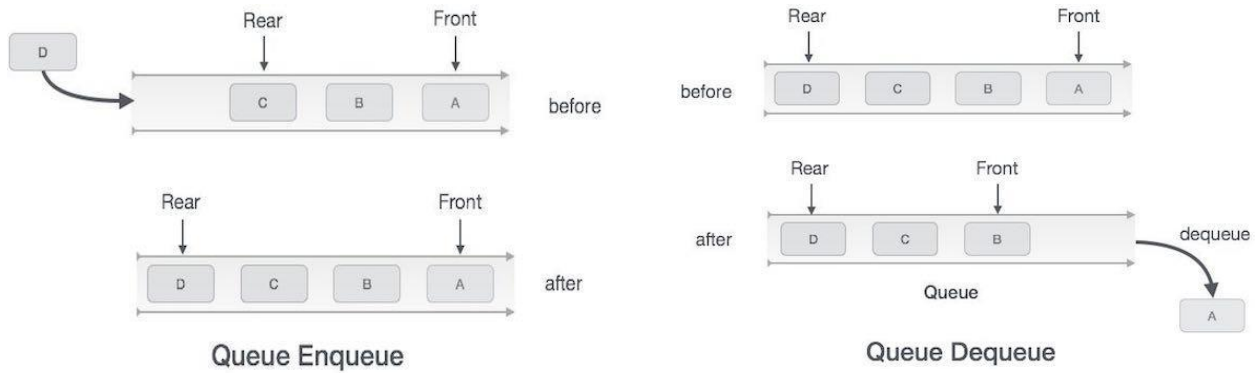 Rear Front
D
C B A
before
Rear Front
D C B A
after
Queue Enqueue
Rear Front
before
D C B A
Rear Front
after
D C B
dequeue
Queue
A
Queue Dequeue